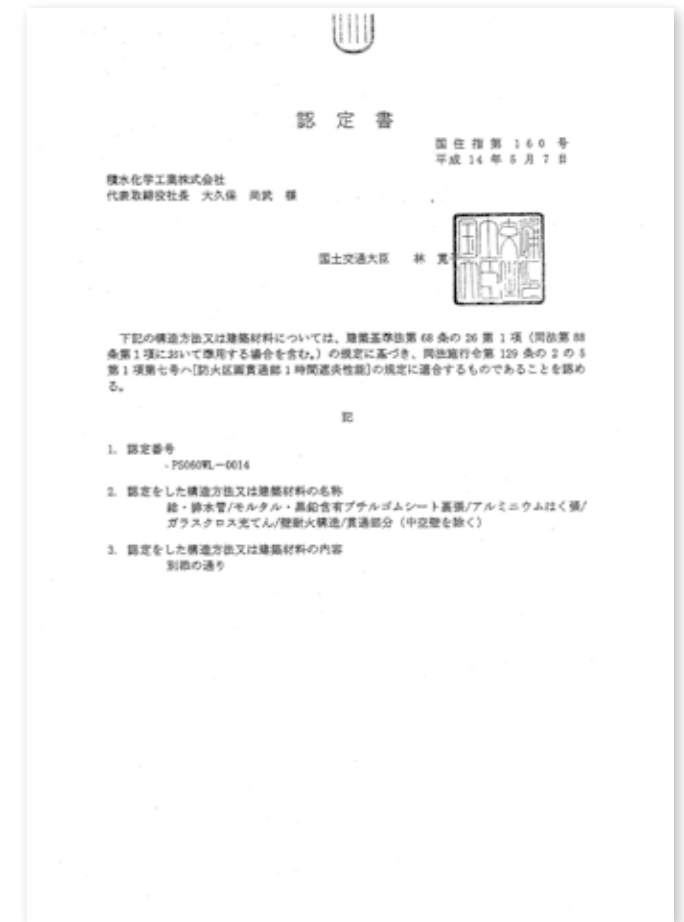 認 定 書
国 住 指 第 1 6 0 号
平成 14 年 5 月 7 日
積水化学工業株式会社
代表取締役社長 大久保 尚武 様
国土交通大臣 林 寛
下記の構造方法又は建築材料については、建築基準法第 68 条の 26 第 1 項（同法第 88
条第 1 項において準用する場合を含む。）の規定に基づき、同法施行令第 129 条の 2 の 5
第 1 項第七号ハ[防火区画貫通部 1 時間遮炎性能]の規定に適合するものであることを認め
る。
記
1. 認定番号
PS060WL－0014
2. 認定をした構造方法又は建築材料の名称
給・排水管/モルタル・黒鉛含有ブチルゴムシート裏張/アルミニウムはく張/
ガラスクロス充てん/壁耐火構造/貫通部分（中空壁を除く）
3. 認定をした構造方法又は建築材料の内容
別添の通り